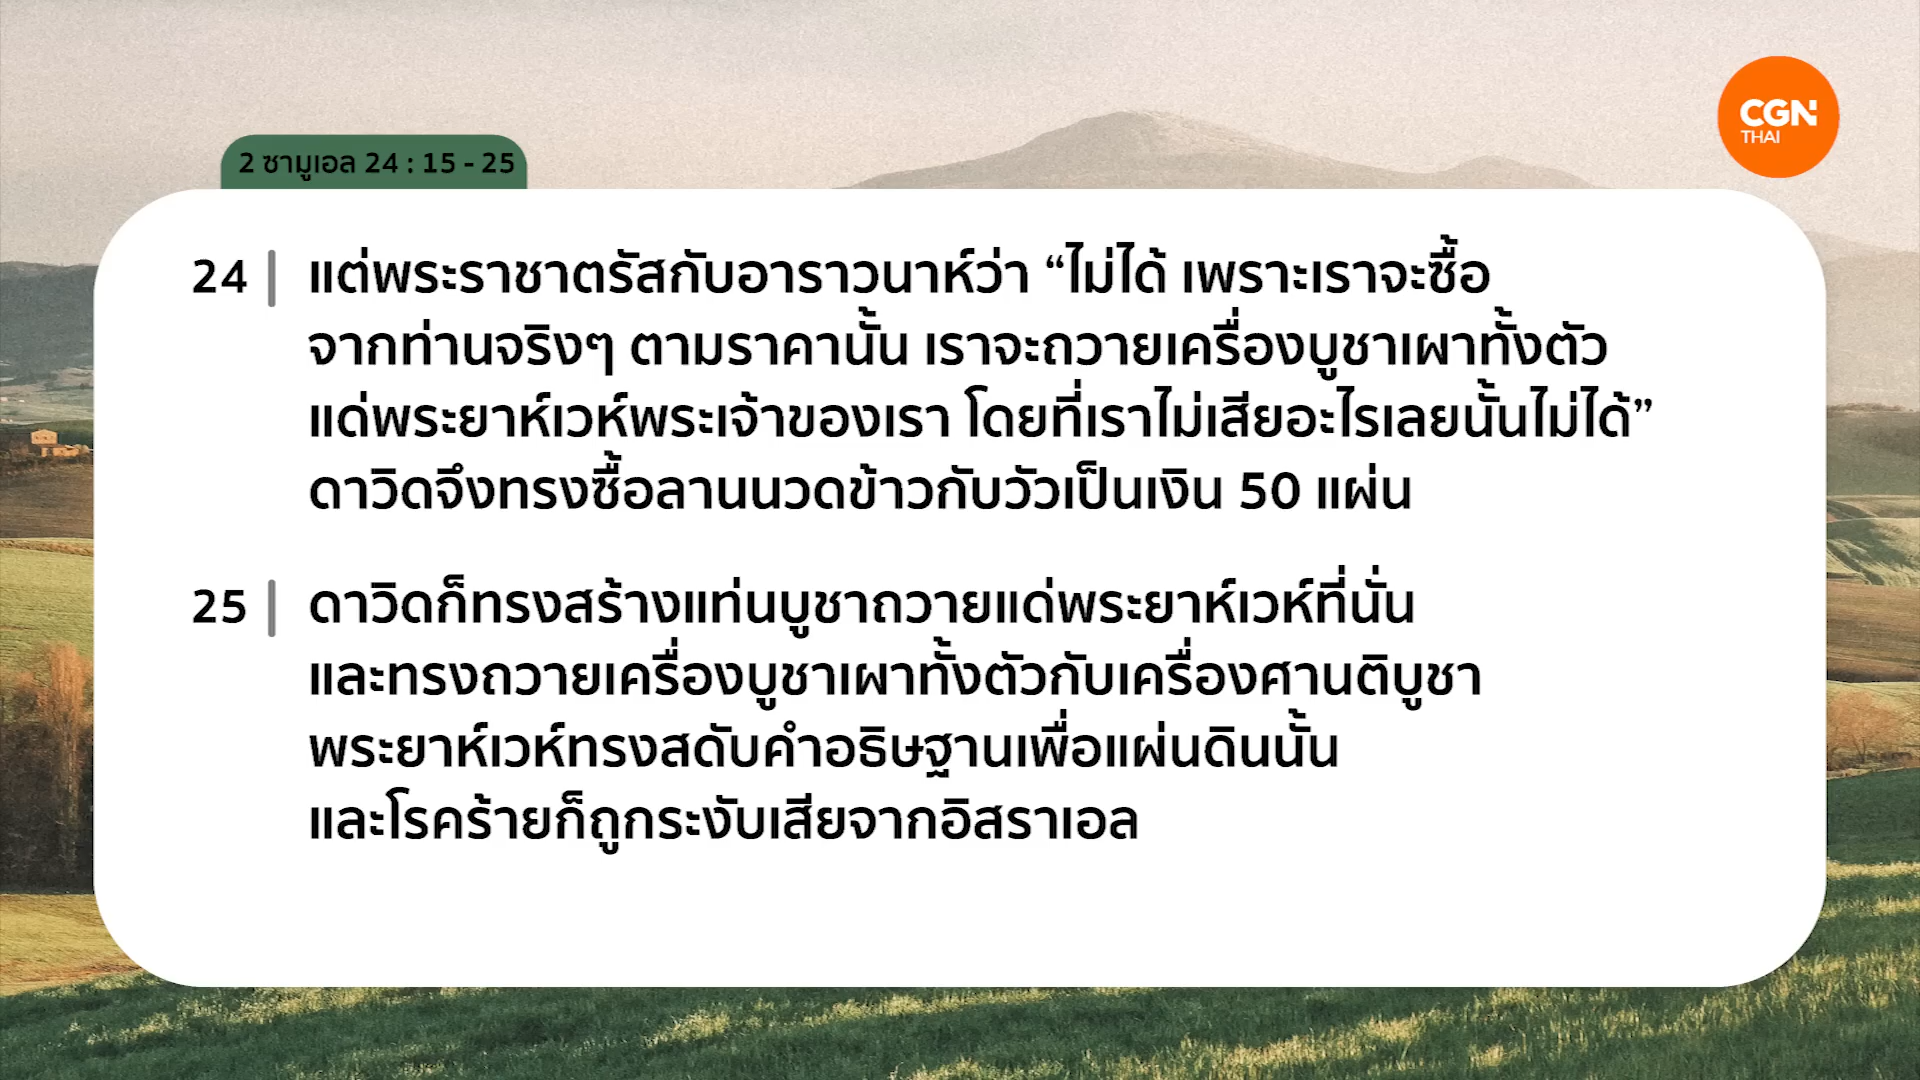 CGN
THAI
2 ซามูเอล 24 : 15 - 25
24 | แต่พระราชาตรัสกับอาราวนาห์ว่า “ไม่ได้ เพราะเราจะซื้อ
จากท่านจริงๆ ตามราคานั้น เราจะถวายเครื่องบูชาเผาทั้งตัว
แด่พระยาห์เวห์พระเจ้าของเรา โดยที่เราไม่เสียอะไรเลยนั้นไม่ได้”
ดาวิดจึงทรงซื้อลานนวดข้าวกับวัวเป็นเงิน 50 แผ่น
25 | ดาวิดก็ทรงสร้างแท่นบูชาถวายแด่พระยาห์เวห์ที่นั่น
และทรงถวายเครื่องบูชาเผาทั้งตัวกับเครื่องศานติบูชา
พระยาห์เวห์ทรงสดับคำอธิษฐานเพื่อแผ่นดินนั้น
และโรคร้ายก็ถูกระงับเสียจากอิสราเอล